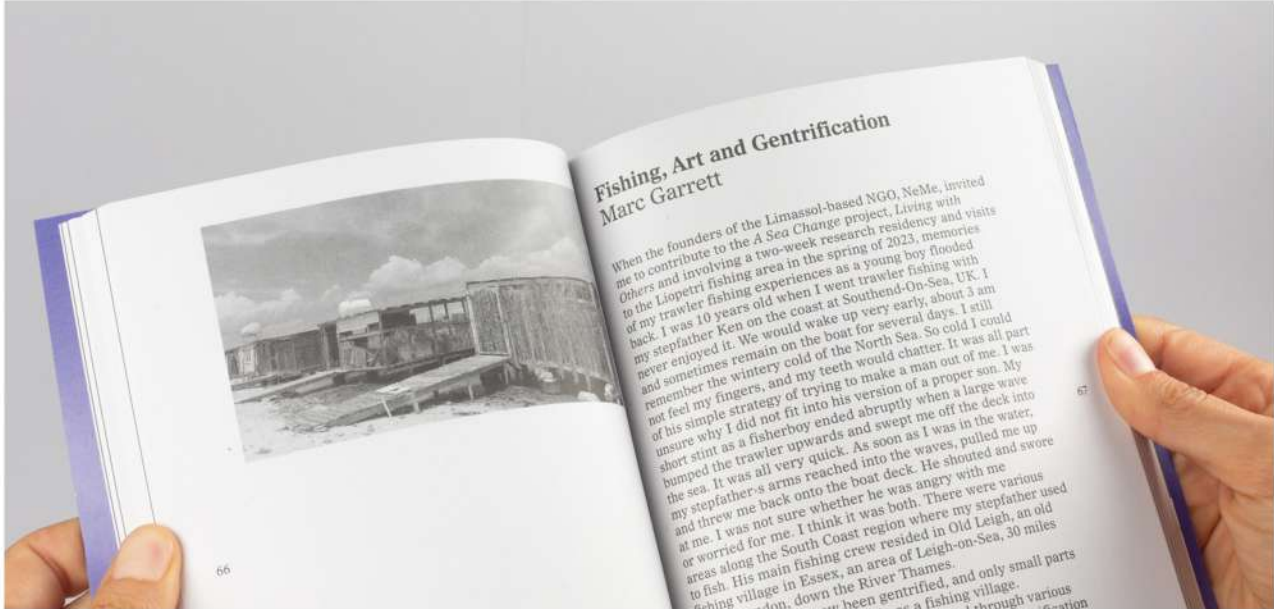 Fishing, Art and Gentrification
Marc Garrett
When the founders of the Limassol-based NGO, NeMe, invited
me to contribute to the A Sea Change project, Living with
Others and involving a two-week research residency and visits
to the Liopetri fishing area in the spring of 2023, memories
of my trawler fishing experiences as a young boy flooded
back. I was 10 years old when I went trawler fishing with
my stepfather Ken on the coast at Southend-On-Sea, UK. I
never enjoyed it. We would wake up very early, about 3 am
and sometimes remain on the boat for several days. I still
remember the wintery cold of the North Sea. So cold I could
not feel my fingers, and my teeth would chatter. It was all part
of his simple strategy of trying to make a man out of me. I was
unsure why I did not fit into his version of a proper son. My
short stint as a fisherboy ended abruptly when a large wave
bumped the trawler upwards and swept me off the deck into
the sea. It was all very quick. As soon as I was in the water,
my stepfather's arms reached into the waves, pulled me up
and threw me back onto the boat deck. He shouted and swore
at me. I was not sure whether he was angry with me
or worried for me. I think it was both. There were various
areas along the South Coast region where my stepfather used
to fish. His main fishing crew resided in Old Leigh, an old
fishing village in Essex, an area of Leigh-on-Sea, 30 miles
down the River Thames.
been gentrified, and only small parts
as a fishing village.
through various
66
67